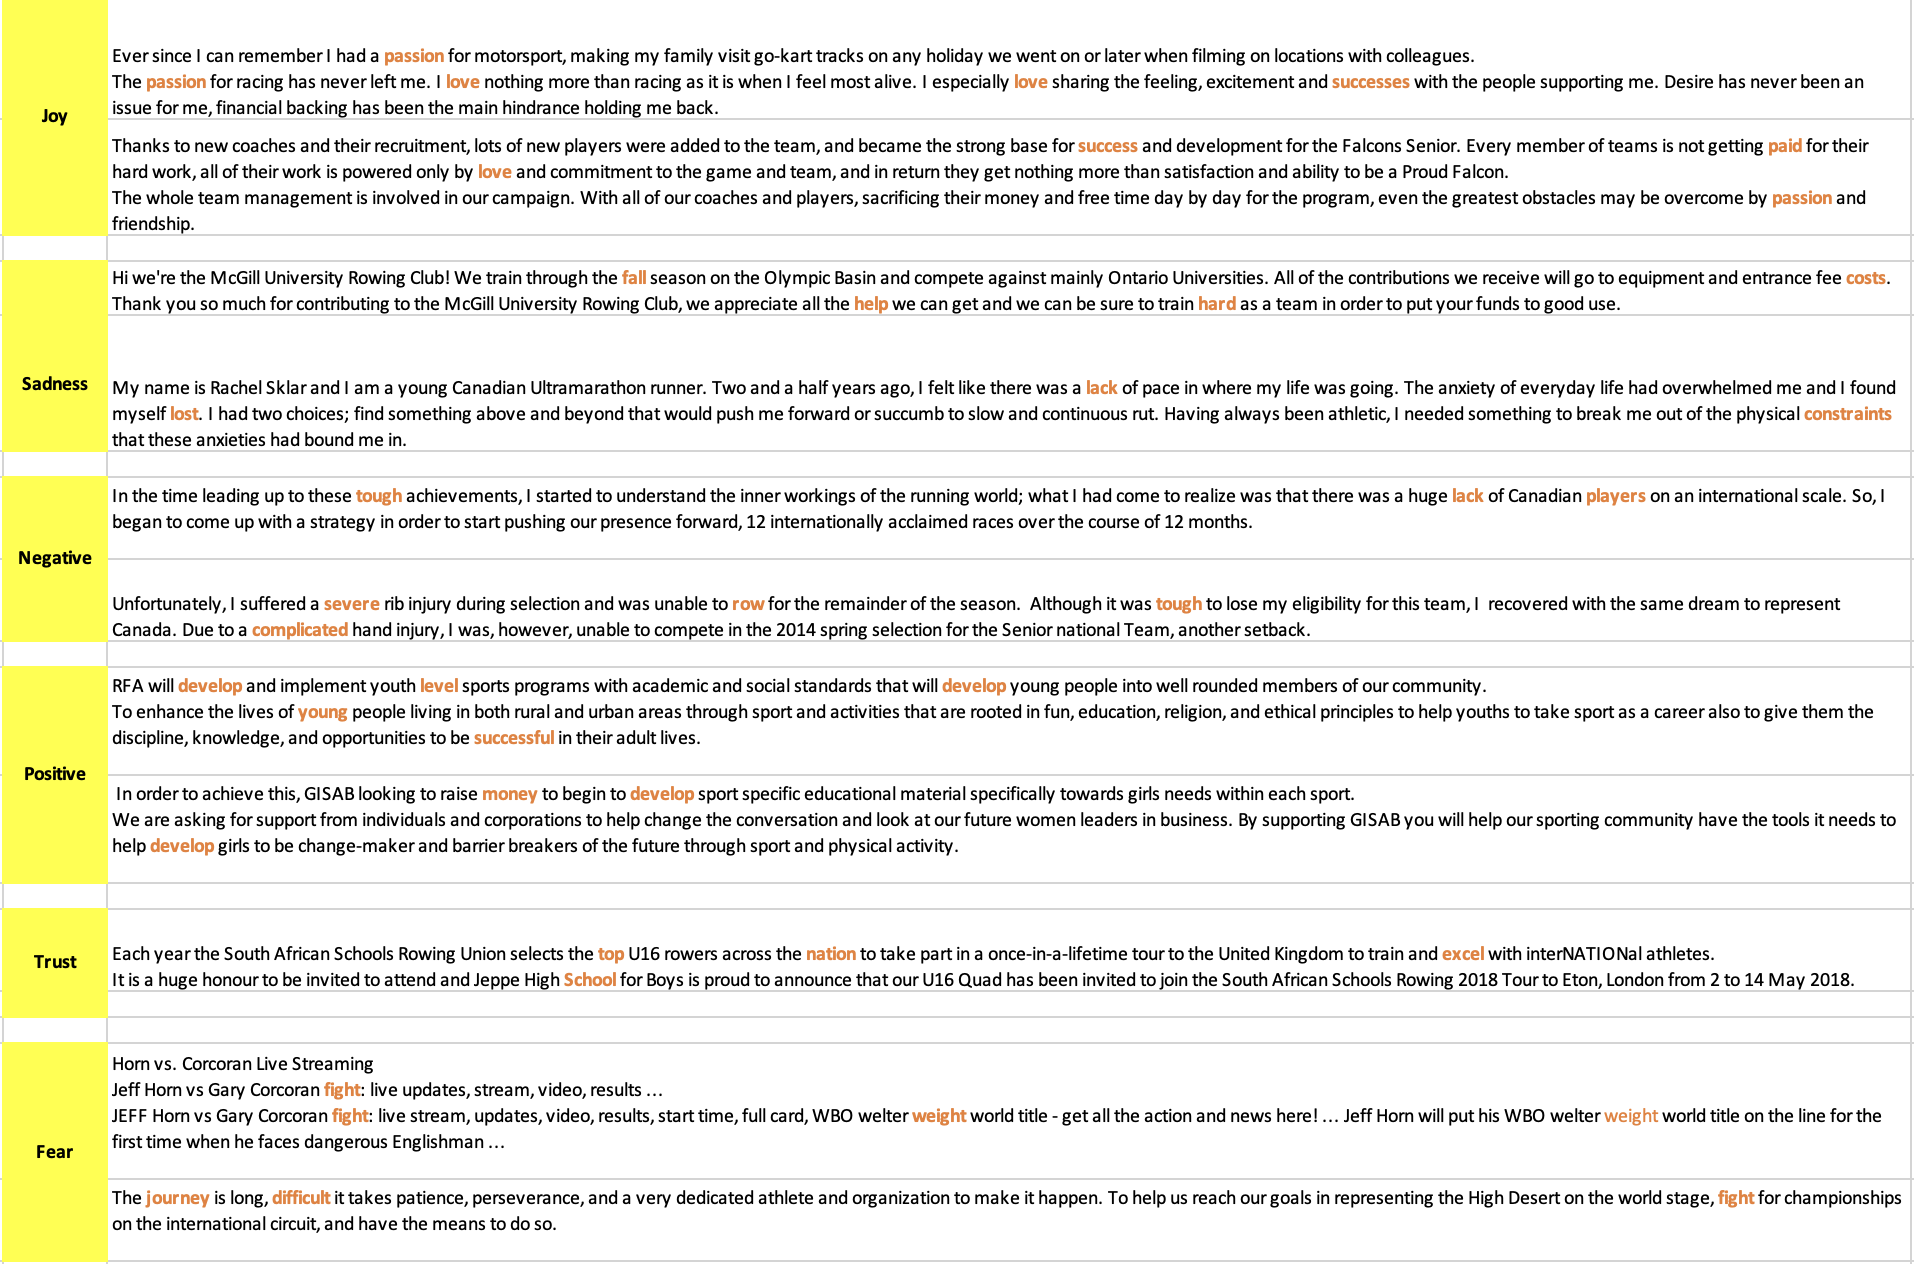 Joy
Ever since I can remember I had a passion for motorsport, making my family visit go-kart tracks on any holiday we went on or later when filming on locations with colleagues.
The passion for racing has never left me. I love nothing more than racing as it is when I feel most alive. I especially love sharing the feeling, excitement and successes with the people supporting me. Desire has never been an
issue for me, financial backing has been the main hindrance holding me back.
Thanks to new coaches and their recruitment, lots of new players were added to the team, and became the strong base for success and development for the Falcons Senior. Every member of teams is not getting paid for their
hard work, all of their work is powered only by love and commitment to the game and team, and in return they get nothing more than satisfaction and ability to be a Proud Falcon.
The whole team management is involved in our campaign. With all of our coaches and players, sacrificing their money and free time day by day for the program, even the greatest obstacles may be overcome by passion and
friendship.
Sadness
Hi we're the McGill University Rowing Club! We train through the fall season on the Olympic Basin and compete against mainly Ontario Universities. All of the contributions we receive will go to equipment and entrance fee costs.
Thank you so much for contributing to the McGill University Rowing Club, we appreciate all the help we can get and we can be sure to train hard as a team in order to put your funds to good use.
My name is Rachel Sklar and I am a young Canadian Ultramarathon runner. Two and a half years ago, I felt like there was a lack of pace in where my life was going. The anxiety of everyday life had overwhelmed me and I found
myself lost. I had two choices; find something above and beyond that would push me forward or succumb to slow and continuous rut. Having always been athletic, I needed something to break me out of the physical constraints
that these anxieties had bound me in.
Negative
In the time leading up to these tough achievements, I started to understand the inner workings of the running world; what I had come to realize was that there was a huge lack of Canadian players on an international scale. So, I
began to come up with a strategy in order to start pushing our presence forward, 12 internationally acclaimed races over the course of 12 months.
Unfortunately, I suffered a severe rib injury during selection and was unable to row for the remainder of the season. Although it was tough to lose my eligibility for this team, I recovered with the same dream to represent
Canada. Due to a complicated hand injury, I was, however, unable to compete in the 2014 spring selection for the Senior national Team, another setback.
Positive
RFA will develop and implement youth level sports programs with academic and social standards that will develop young people into well rounded members of our community.
To enhance the lives of young people living in both rural and urban areas through sport and activities that are rooted in fun, education, religion, and ethical principles to help youths to take sport as a career also to give them the
discipline, knowledge, and opportunities to be successful in their adult lives.
In order to achieve this, GISAB looking to raise money to begin to develop sport specific educational material specifically towards girls needs within each sport.
We are asking for support from individuals and corporations to help change the conversation and look at our future women leaders in business. By supporting GISAB you will help our sporting community have the tools it needs to
help develop girls to be change-maker and barrier breakers of the future through sport and physical activity.
Trust
Each year the South African Schools Rowing Union selects the top U16 rowers across the nation to take part in a once-in-a-lifetime tour to the United Kingdom to train and excel with interNATIONal athletes.
It is a huge honour to be invited to attend and Jeppe High School for Boys is proud to announce that our U16 Quad has been invited to join the South African Schools Rowing 2018 Tour to Eton, London from 2 to 14 May 2018.
Fear
Horn vs. Corcoran Live Streaming
Jeff Horn vs Gary Corcoran fight: live updates, stream, video, results ...
JEFF Horn vs Gary Corcoran fight: live stream, updates, video, results, start time, full card, WBO welter weight world title - get all the action and news here! ... Jeff Horn will put his WBO welter weight world title on the line for the
first time when he faces dangerous Englishman ...
The journey is long, difficult it takes patience, perseverance, and a very dedicated athlete and organization to make it happen. To help us reach our goals in representing the High Desert on the world stage, fight for championships
on the international circuit, and have the means to do so.